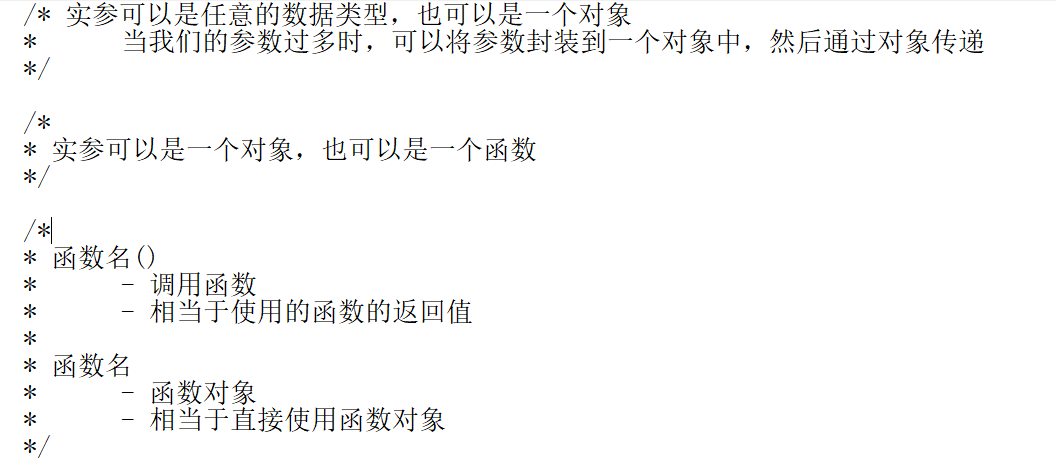 /* 实参可以是任意的数据类型，也可以是一个对象
*      当我们的参数过多时，可以将参数封装到一个对象中，然后通过对象传递
*/
/*
* 实参可以是一个对象，也可以是一个函数
*/
/*
* 函数名()
*      - 调用函数
*      - 相当于使用的函数的返回值
*
* 函数名
*      - 函数对象
*      - 相当于直接使用函数对象
*/